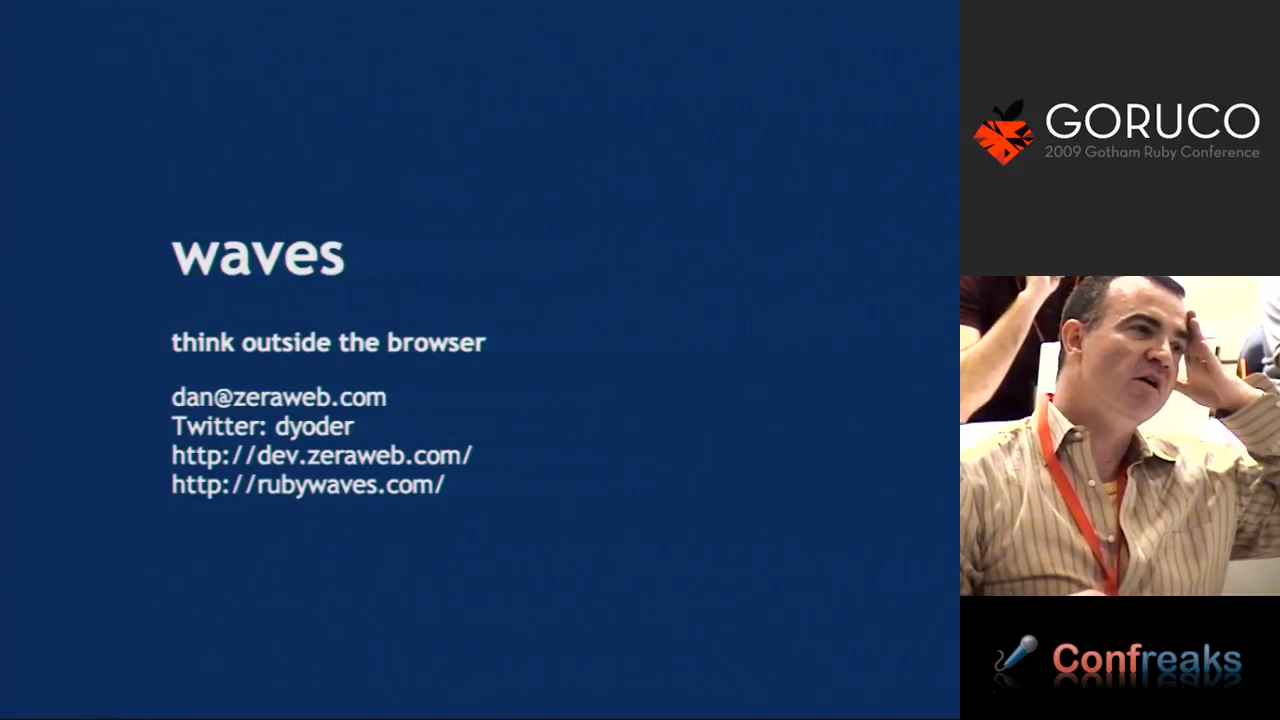 waves
think outside the browser
dan@zeraweb.com
Twitter: dyoder
http://dev.zeraweb.com/
http://rubywaves.com/
GORUCO
2009 Gotham Ruby Conference
Confreaks